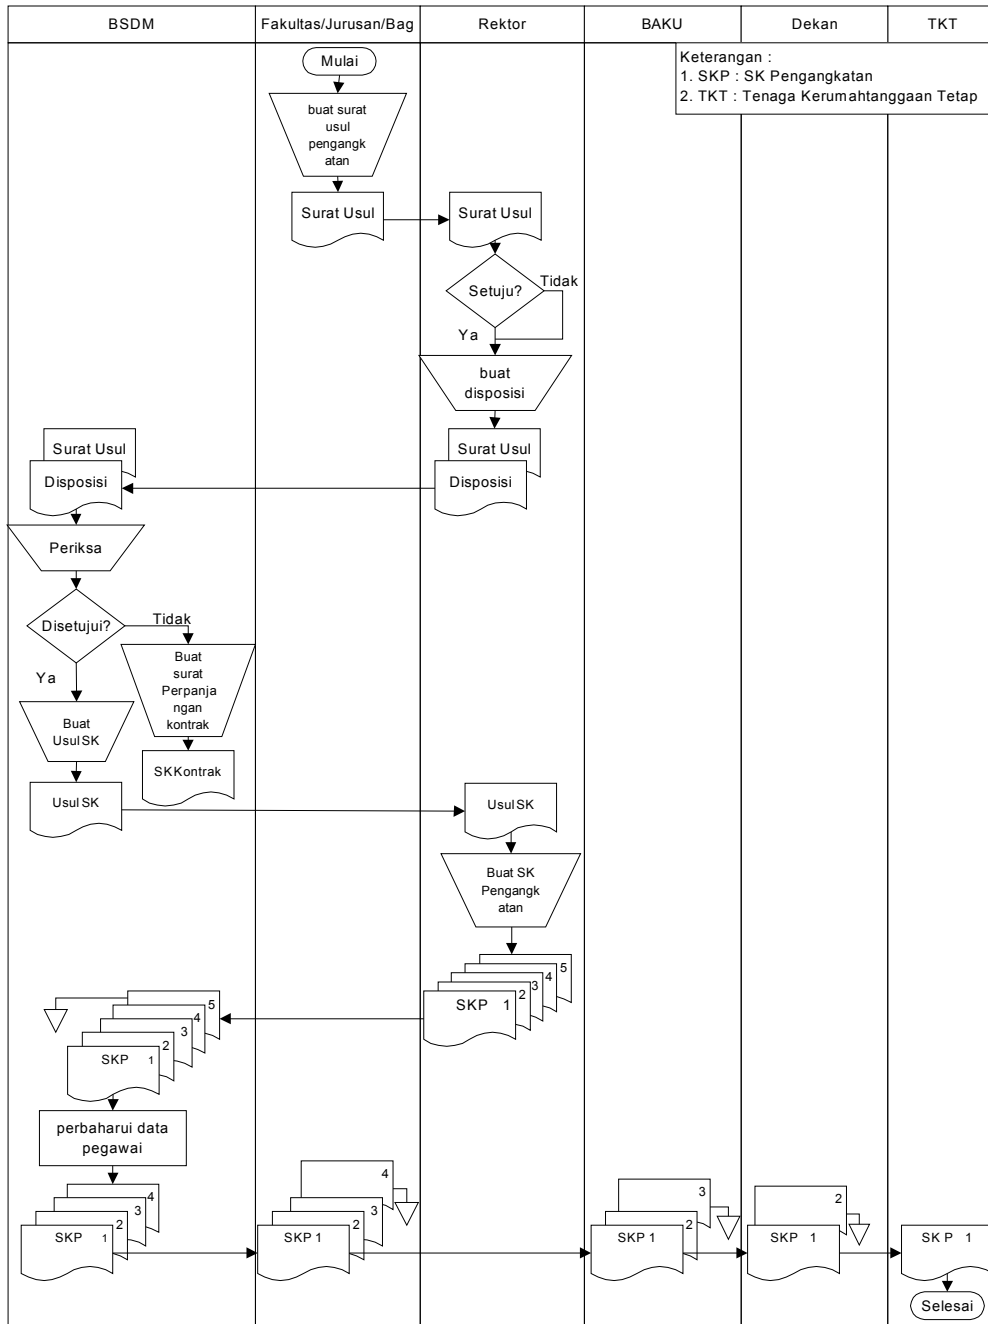 BSDM
Fakultas/Jurusan/Bag
Rektor
BAKU
Dekan
TKT
Keterangan :
1. SKP : SK Pengangkatan
2. TKT : Tenaga Kerumahtanggaan Tetap
Mulai
buat surat
usul
pengangk
atan
Surat Usul
Surat Usul
Setuju?
Tidak
Ya
buat
disposisi
Surat Usul
Disposisi
Surat Usul
Disposisi
Periksa
Disetujui?
Tidak
Ya
Buat
surat
Perpanja
ngan
kontrak
Buat
Usul SK
SK Kontrak
Usul SK
Usul SK
Buat SK
Pengangk
atan
5
4
3
2
SKP 1
5
4
3
2
SKP 1
perbaharui data
pegawai
4
3
2
SKP 1
4
3
2
SKP 1
3
2
SKP 1
2
SKP 1
SKP 1
Selesai